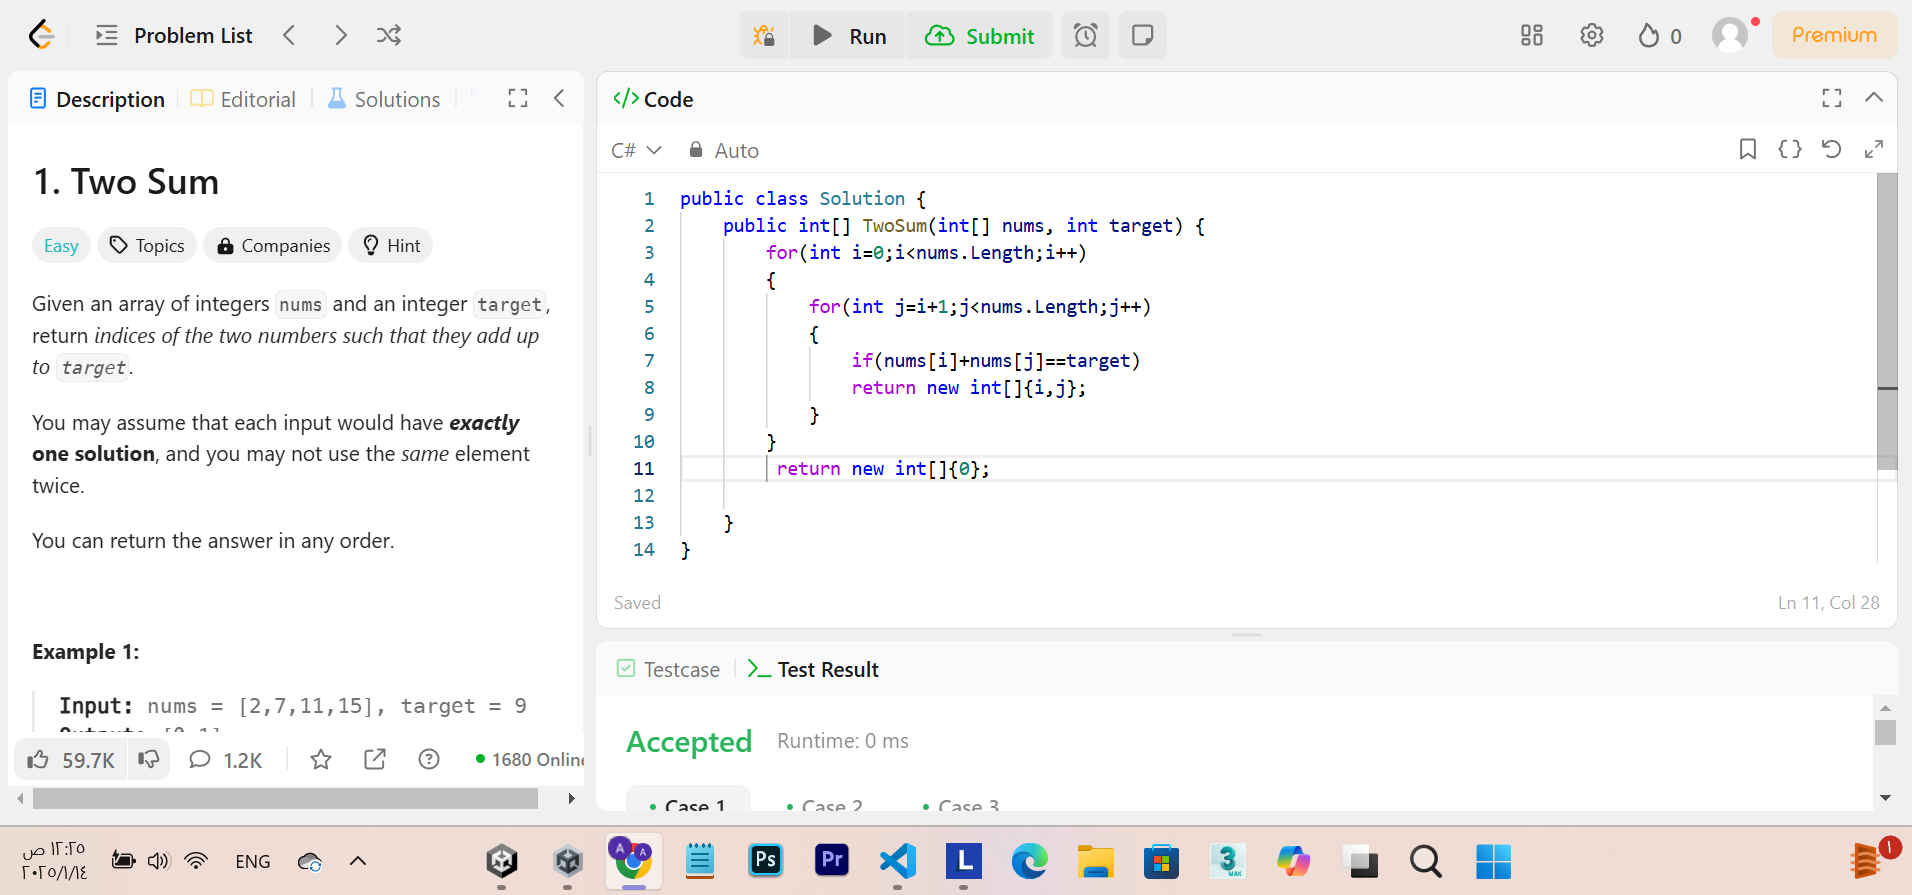 Problem List
Run
Submit
0
Premium
Description
Editorial
Solutions
1. Two Sum
Easy
Topics
Companies
Hint
Given an array of integers nums and an integer target,
return indices of the two numbers such that they add up
to target.
You may assume that each input would have exactly
one solution, and you may not use the same element
twice.
You can return the answer in any order.
Example 1:
Input: nums = [2,7,11,15], target = 9
Output: [0,1]
59.7K
1.2K
1680 Online
</> Code
C#
Auto
1 public class Solution {
2 public int[] TwoSum(int[] nums, int target) {
3 for(int i=0;i<nums.Length;i++)
4 {
5 for(int j=i+1;j<nums.Length;j++)
6 {
7 if(nums[i]+nums[j]==target)
8 return new int[]{i,j};
9 }
10 }
11 return new int[]{0};
12
13 }
14 }
Saved
Ln 11, Col 28
Testcase
Test Result
Accepted
Runtime: 0 ms
Case 1
Case 2
Case 3
١٢:٢٥ ص
٢٠٢٥/١/١٤
ENG
A
A
Ps
Pr
L
3
MAX
١